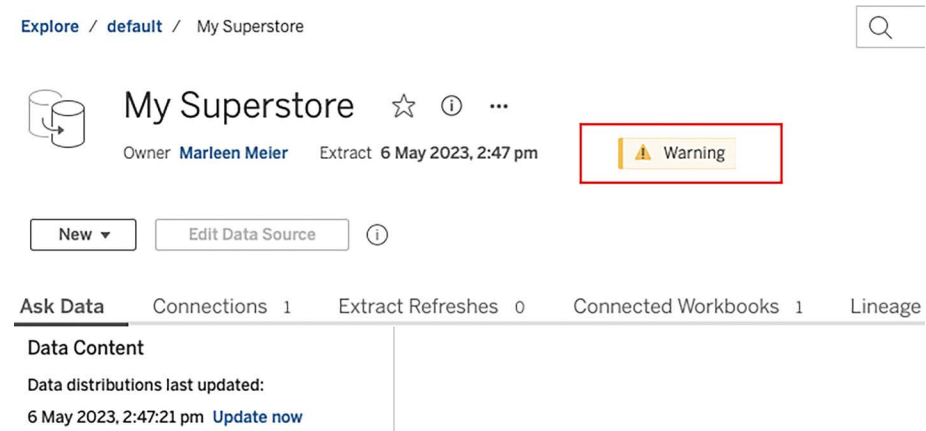 Explore / default / My Superstore
My Superstore
Owner Marleen Meier Extract 6 May 2023, 2:47 pm Warning
New Edit Data Source
Ask Data Connections 1 Extract Refreshes 0 Connected Workbooks 1 Lineage
Data Content
Data distributions last updated:
6 May 2023, 2:47:21 pm Update now